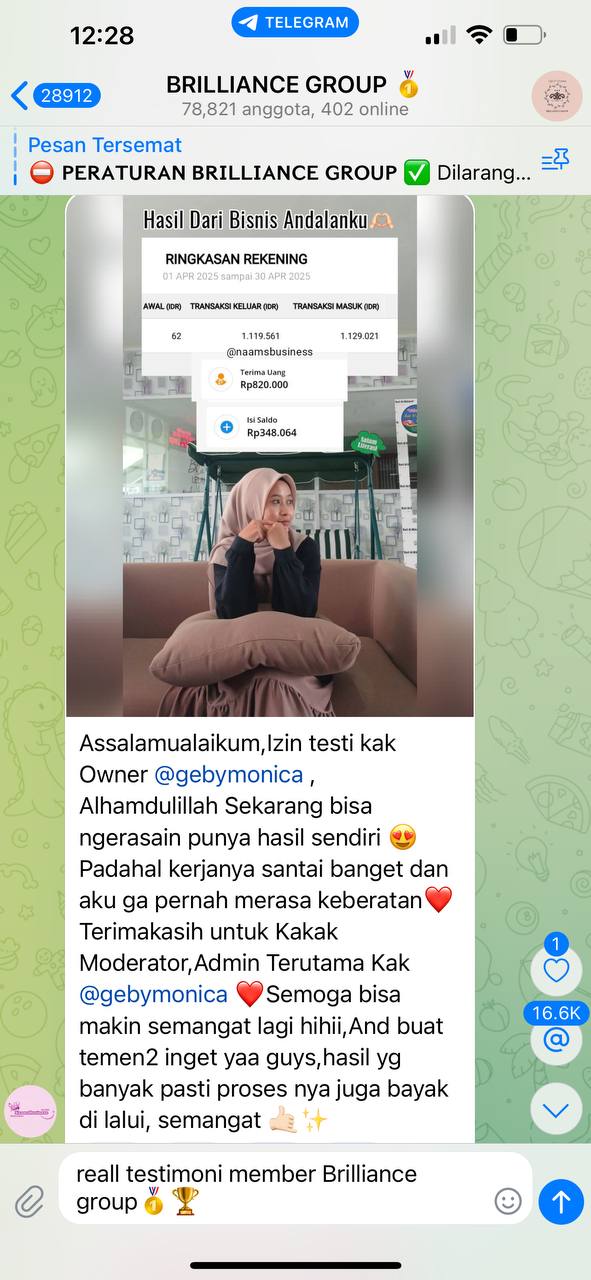 12:28
TELEGRAM
28912
BRILLIANCE GROUP 🥇
78,821 anggota, 402 online
Pesan Tersemat
⛔ PERATURAN BRILLIANCE GROUP ✅ Dilarang...
Hasil Dari Bisnis Andalanku🫶🏻
RINGKASAN REKENING
01 APR 2025 sampai 30 APR 2025
AWAL (IDR) TRANSAKSI KELUAR (IDR) TRANSAKSI MASUK (IDR)
62 1.119.561 1.129.021
@naamsbusiness
Terima Uang
Rp820.000
Isi Saldo
Rp348.064
Salam
Literasi
Assalamualaikum,Izin testi kak
Owner @gebymonica ,
Alhamdulillah Sekarang bisa
ngerasain punya hasil sendiri 😍
Padahal kerjanya santai banget dan
aku ga pernah merasa keberatan❤️
Terimakasih untuk Kakak
Moderator,Admin Terutama Kak
@gebymonica ❤️Semoga bisa
makin semangat lagi hihii,And buat
temen2 inget yaa guys,hasil yg
banyak pasti proses nya juga bayak
di lalui, semangat 🤙🏻✨
1
16.6K
@
reall testimoni member Brilliance
group🥇🏆